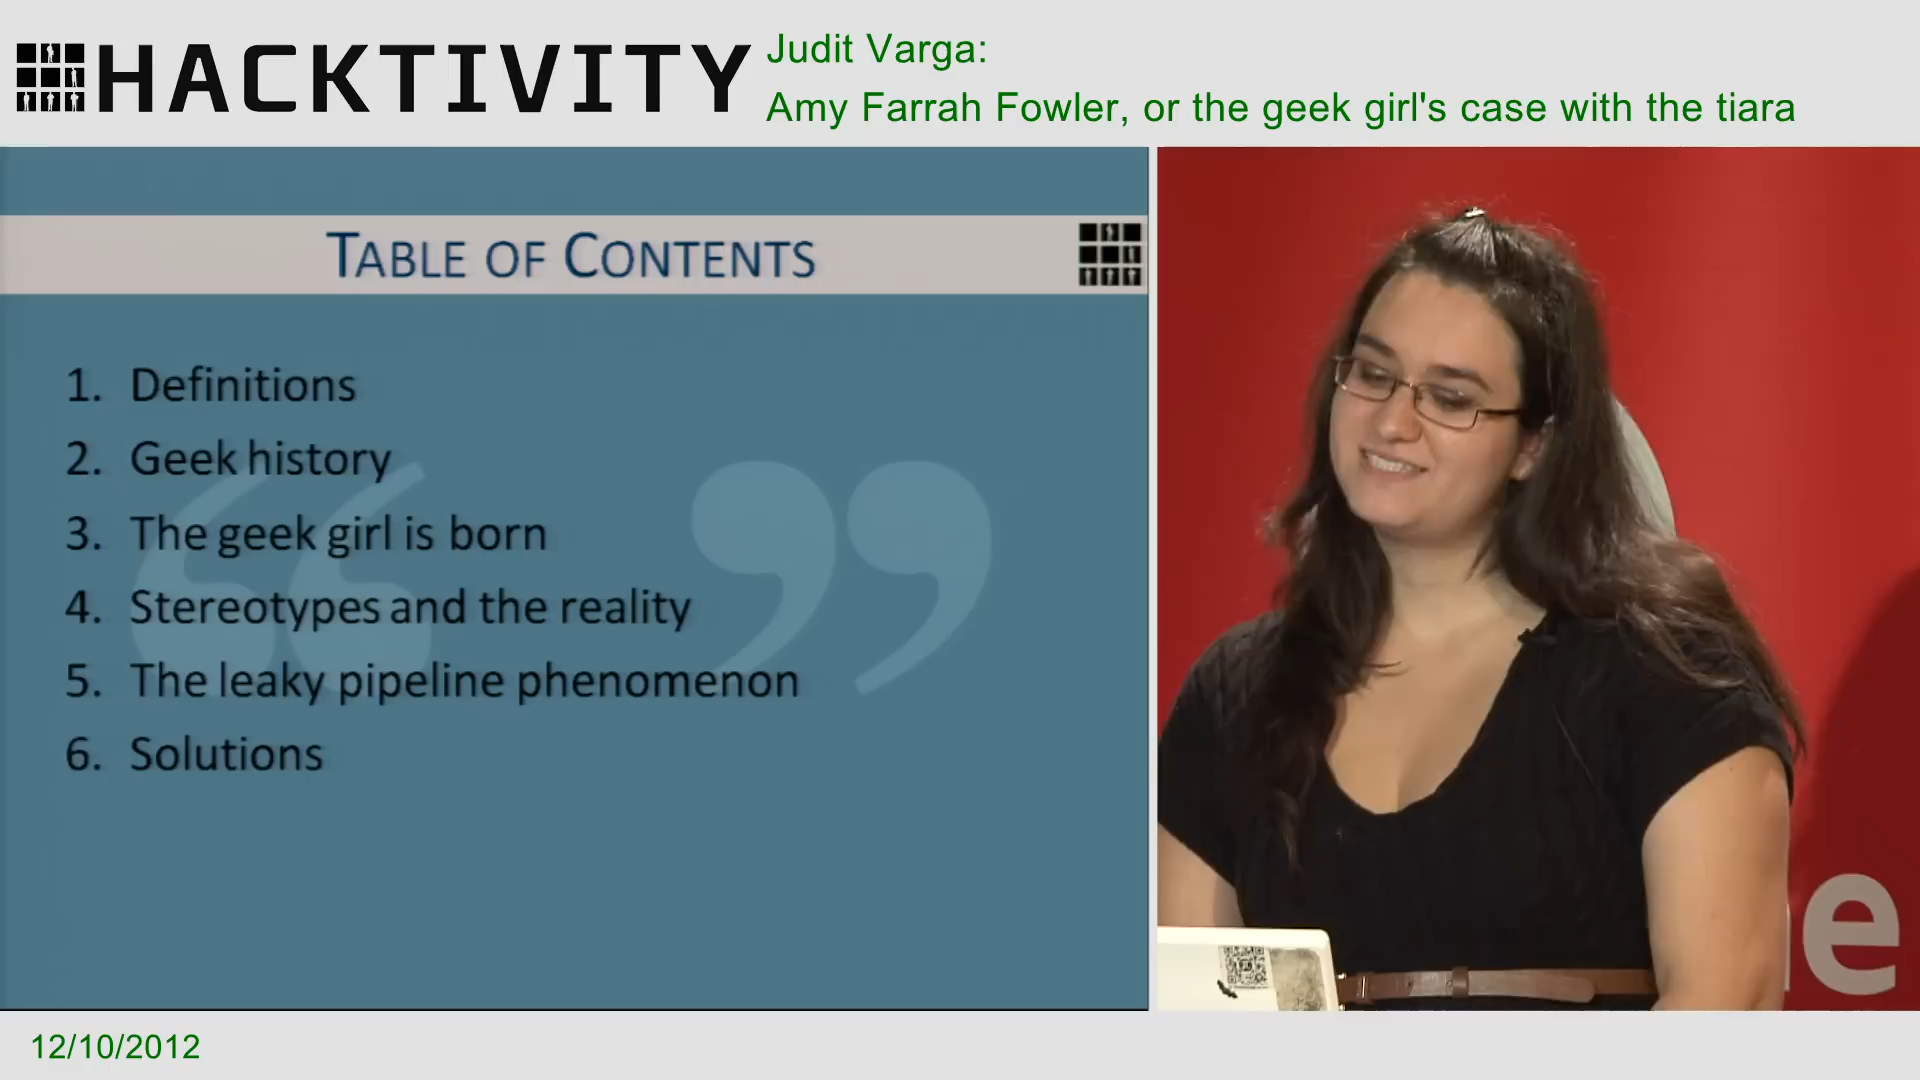 HACKTIVITY
Judit Varga:
Amy Farrah Fowler, or the geek girl's case with the tiara
TABLE OF CONTENTS
1. Definitions
2. Geek history
3. The geek girl is born
4. Stereotypes and the reality
5. The leaky pipeline phenomenon
6. Solutions
e
12/10/2012